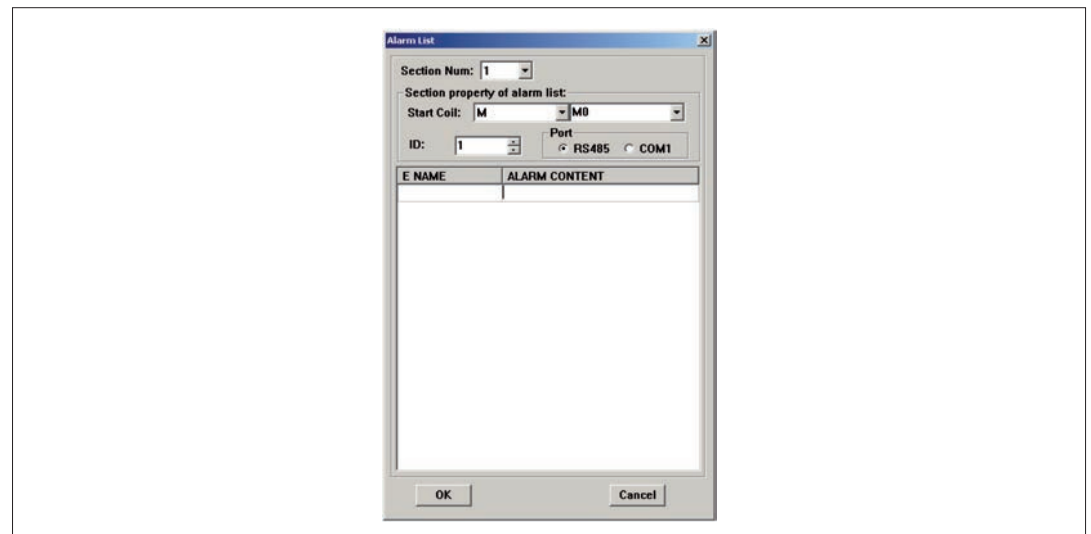 Alarm List
Section Num: 1
Section property of alarm list:
Start Coil: M M0
ID: 1
Port
RS485 COM1
E NAME ALARM CONTENT
OK Cancel